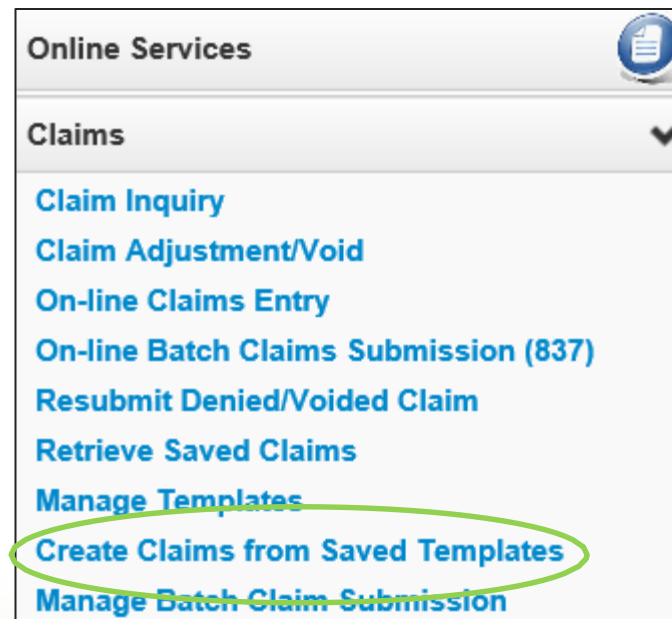 Online Services
Claims
Claim Inquiry
Claim Adjustment/Void
On-line Claims Entry
On-line Batch Claims Submission (837)
Resubmit Denied/Voided Claim
Retrieve Saved Claims
Manage Templates
Create Claims from Saved Templates
Manage Batch Claim Submission